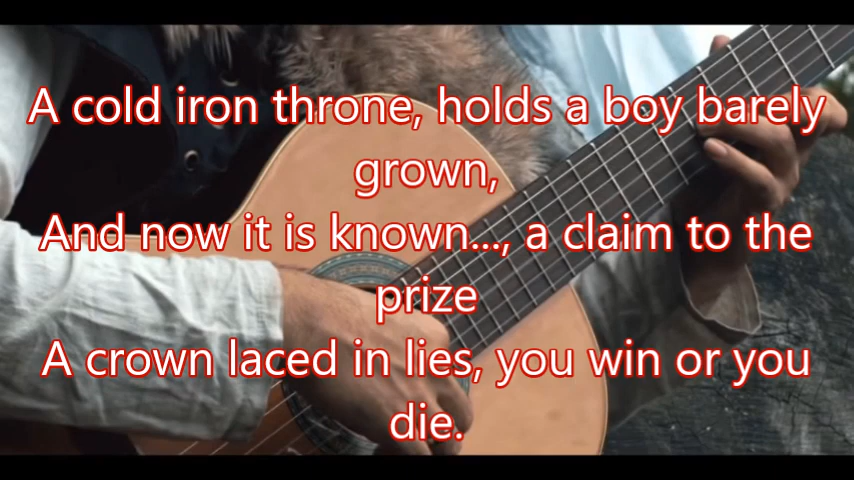 A cold iron throne, holds a boy barely
grown,
And now it is known..., a claim to the
prize
A crown laced in lies, you win or you
die.